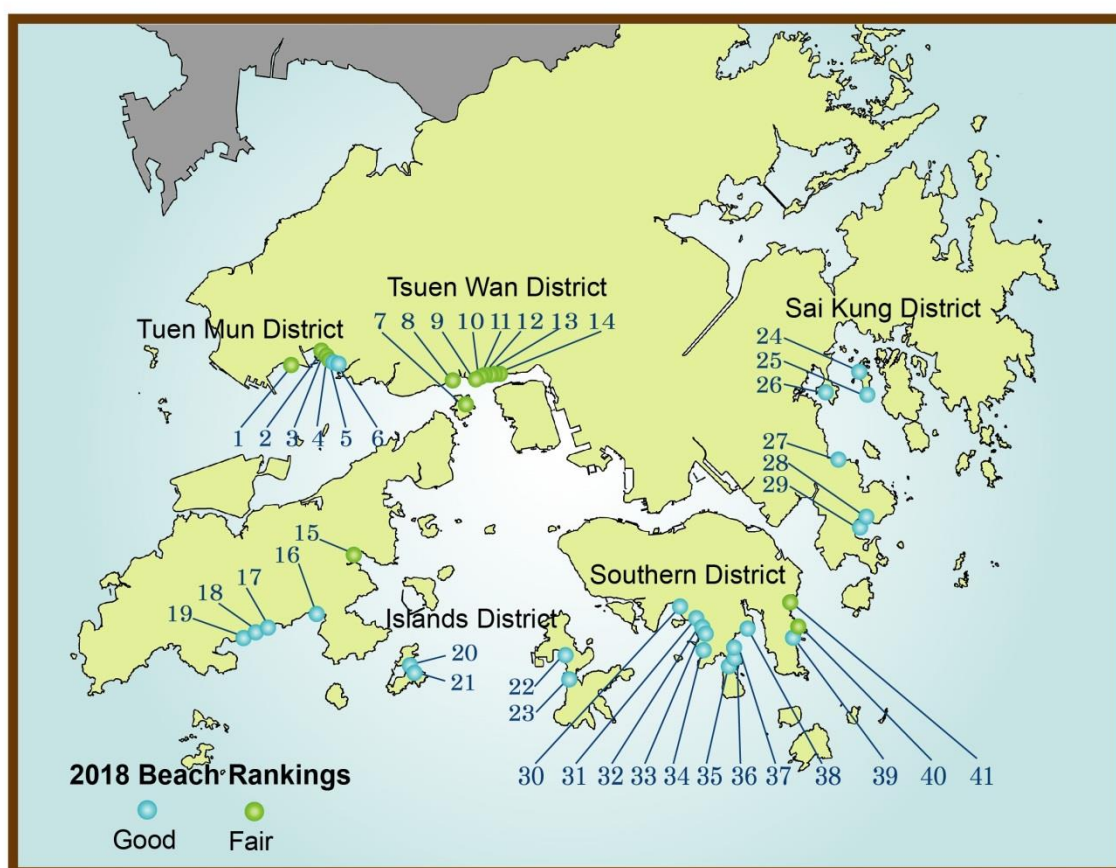 Tsuen Wan District
7 8 9 10 11 12 13 14
Tuen Mun District
1 2 3 4 5 6
Sai Kung District
24
25
26
27
28
29
15
16
17
18
19
Islands District
20
21
22
23
Southern District
30 31 32 33 34 35 36 37 38 39 40 41
2018 Beach Rankings
Good Fair